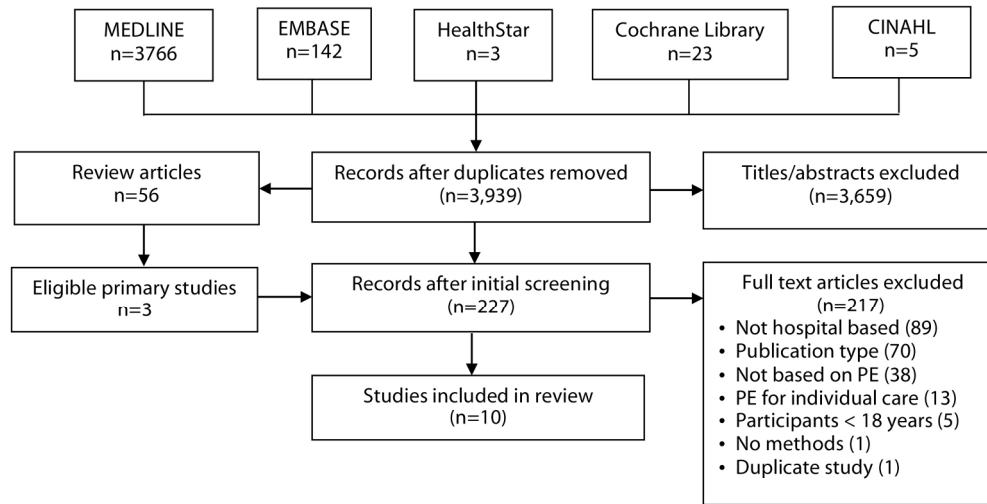 MEDLINE
n=3766
EMBASE
n=142
HealthStar
n=3
Cochrane Library
n=23
CINAHL
n=5
Review articles
n=56
Records after duplicates removed
(n=3,939)
Titles/abstracts excluded
(n=3,659)
Eligible primary studies
n=3
Records after initial screening
(n=227)
Full text articles excluded
(n=217)
• Not hospital based (89)
• Publication type (70)
• Not based on PE (38)
• PE for individual care (13)
• Participants < 18 years (5)
• No methods (1)
• Duplicate study (1)
Studies included in review
(n=10)